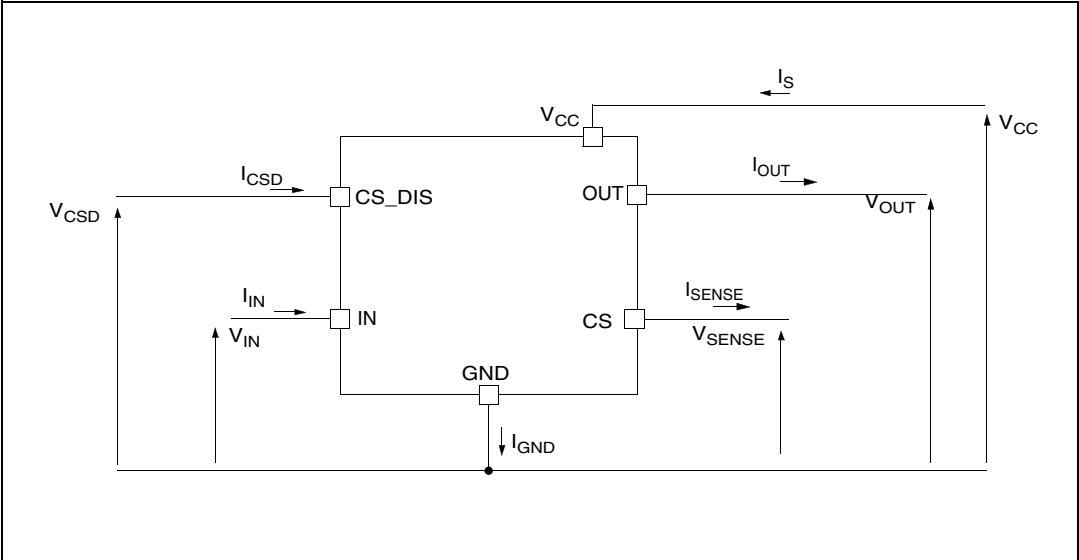 I_S
V_CC
V_CC
I_CSD
I_OUT
CS_DIS
OUT
V_CSD
V_OUT
I_IN
I_SENSE
IN
CS
V_IN
V_SENSE
GND
I_GND